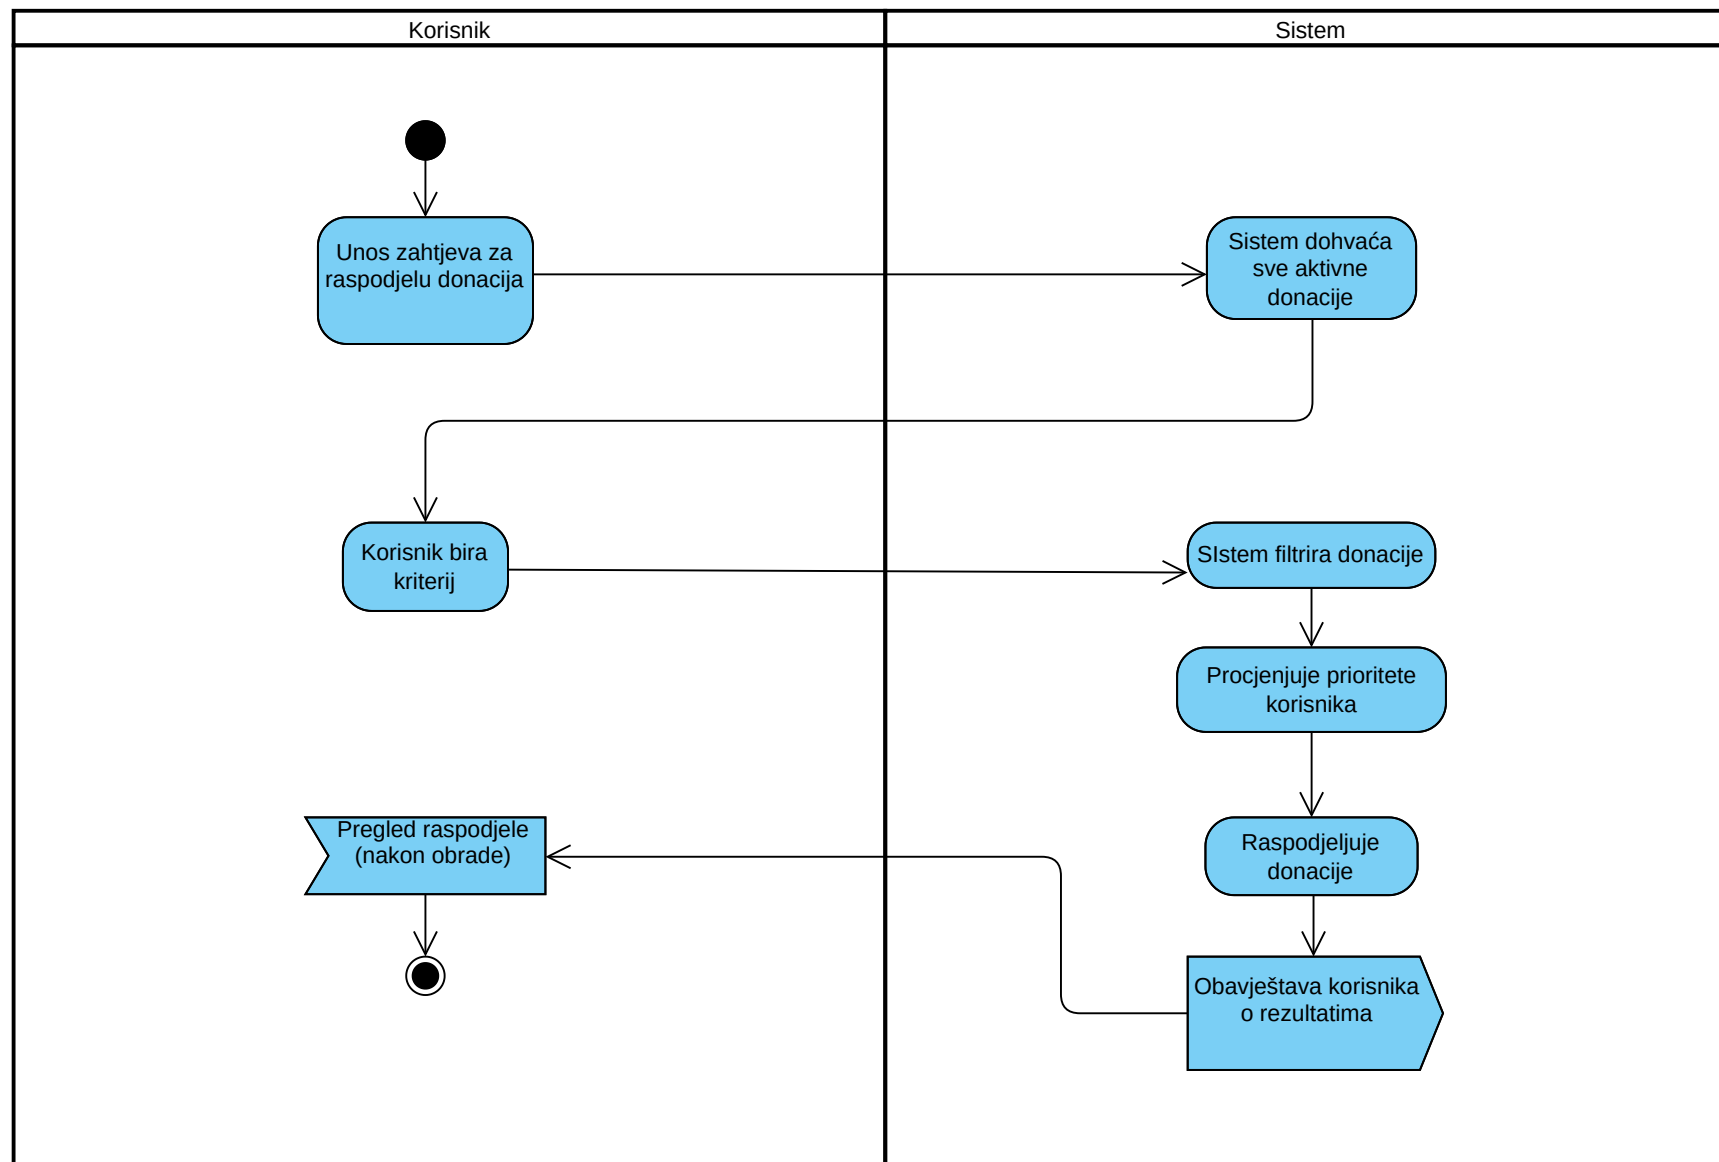 Korisnik
Sistem
Unos zahtjeva za
raspodjelu donacija
Sistem dohvaća
sve aktivne
donacije
Korisnik bira
kriterij
SIstem filtrira donacije
Procjenjuje prioritete
korisnika
Pregled raspodjele
(nakon obrade)
Raspodjeljuje
donacije
Obavještava korisnika
o rezultatima